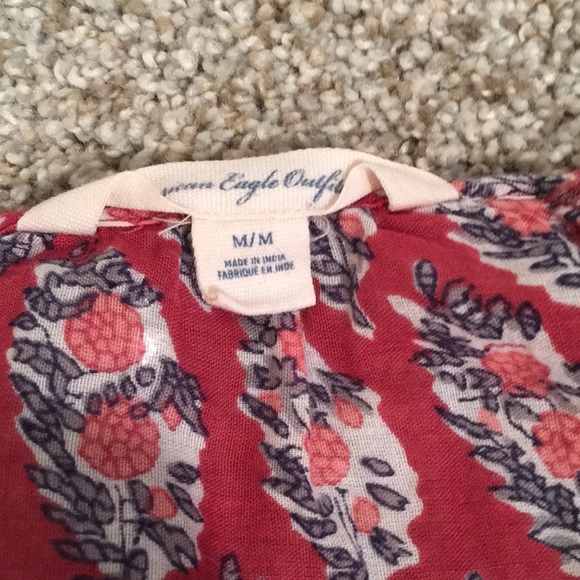 ican Eagle Outfi
M/M
MADE IN INDIA
FABRIQUÉ EN INDE